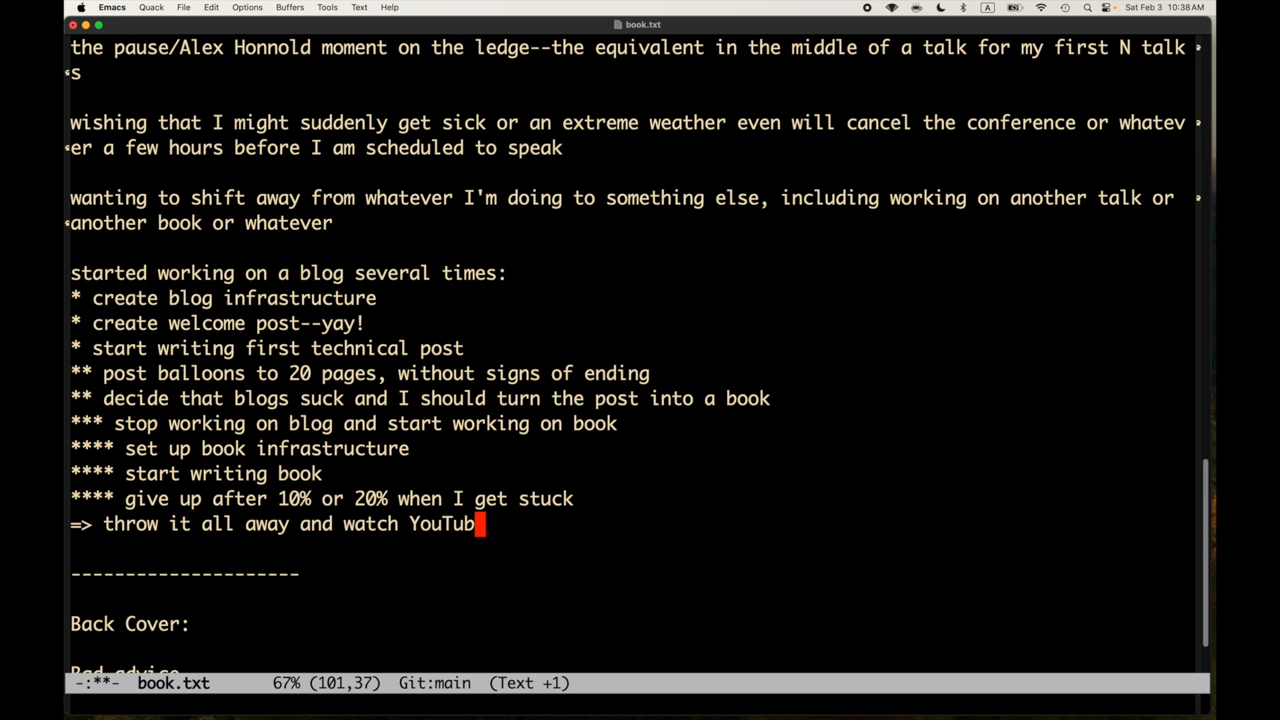 Emacs Quack File Edit Options Buffers Tools Text Help A Sat Feb 3 10:38 AM
book.txt
the pause/Alex Honnold moment on the ledge--the equivalent in the middle of a talk for my first N talk
s
wishing that I might suddenly get sick or an extreme weather even will cancel the conference or whatev
er a few hours before I am scheduled to speak
wanting to shift away from whatever I'm doing to something else, including working on another talk or
another book or whatever
started working on a blog several times:
* create blog infrastructure
* create welcome post--yay!
* start writing first technical post
** post balloons to 20 pages, without signs of ending
** decide that blogs suck and I should turn the post into a book
*** stop working on blog and start working on book
**** set up book infrastructure
**** start writing book
**** give up after 10% or 20% when I get stuck
=> throw it all away and watch YouTub
---------------------
Back Cover:
Bad advice
-:**- book.txt 67% (101,37) Git:main (Text +1)